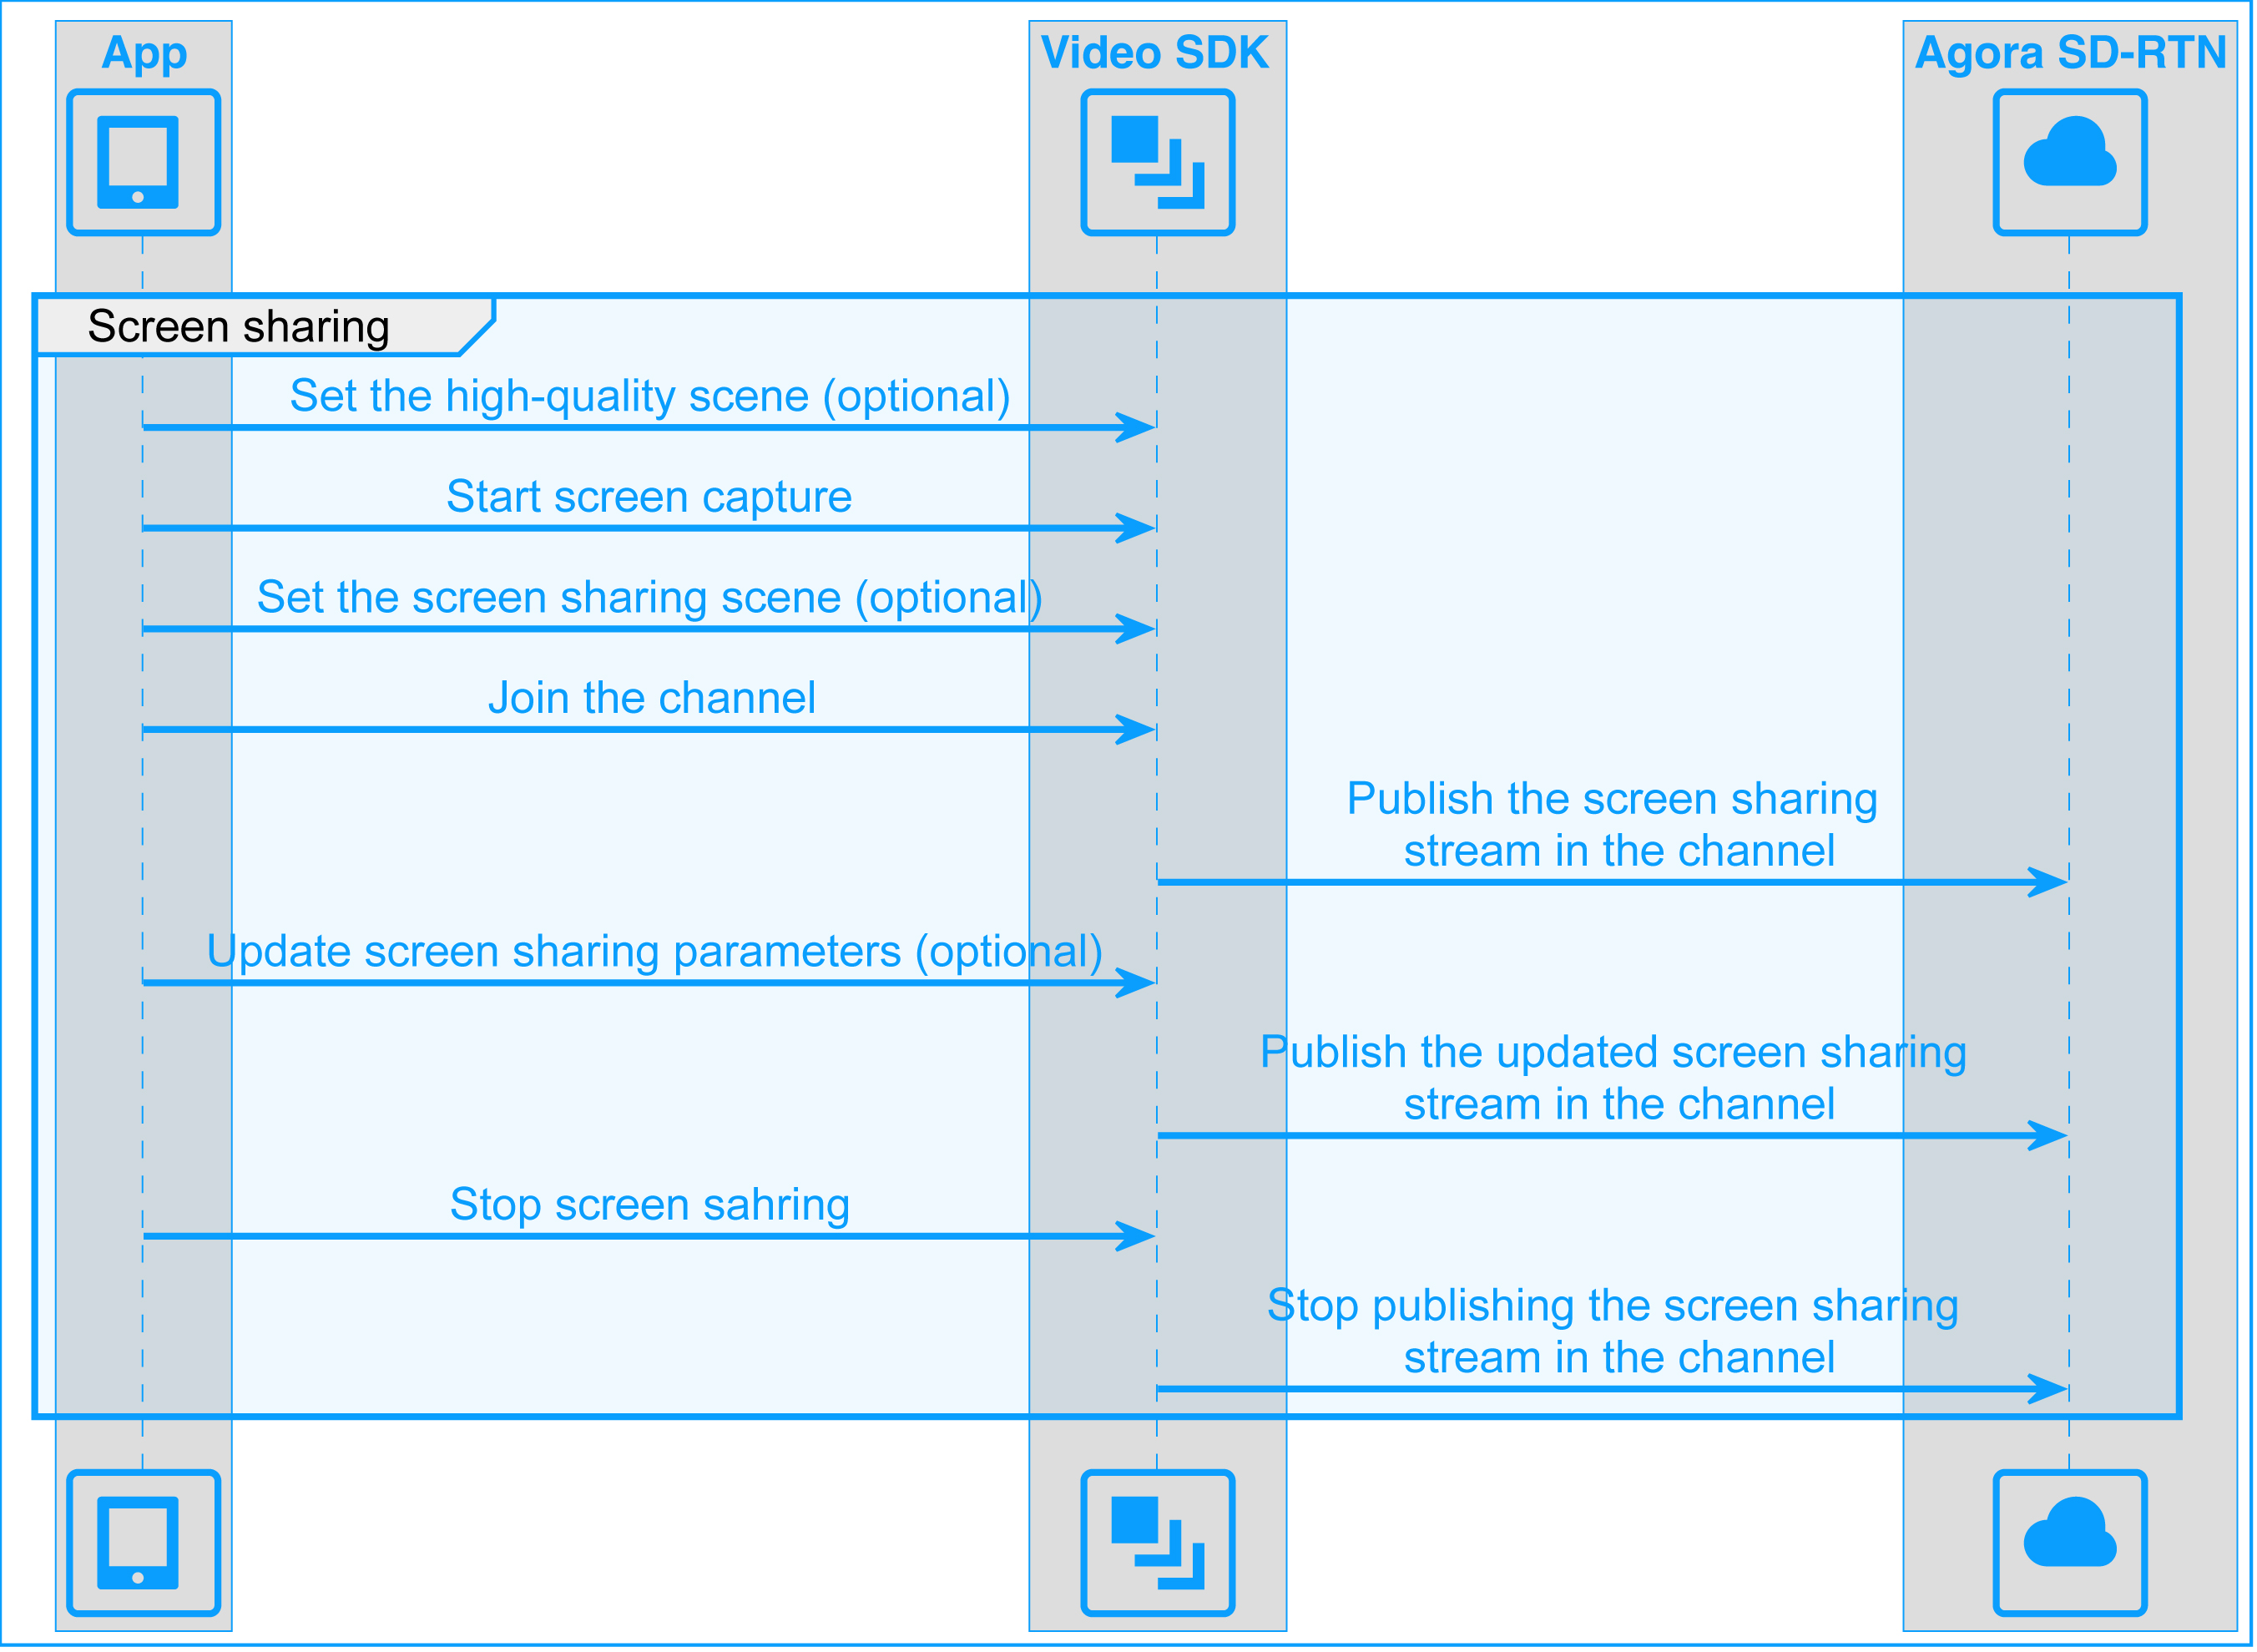 App
Video SDK
Agora SD-RTN
Screen sharing
Set the high-quality scene (optional)
Start screen capture
Set the screen sharing scene (optional)
Join the channel
Publish the screen sharing
stream in the channel
Update screen sharing parameters (optional)
Publish the updated screen sharing
stream in the channel
Stop screen sahring
Stop publishing the screen sharing
stream in the channel